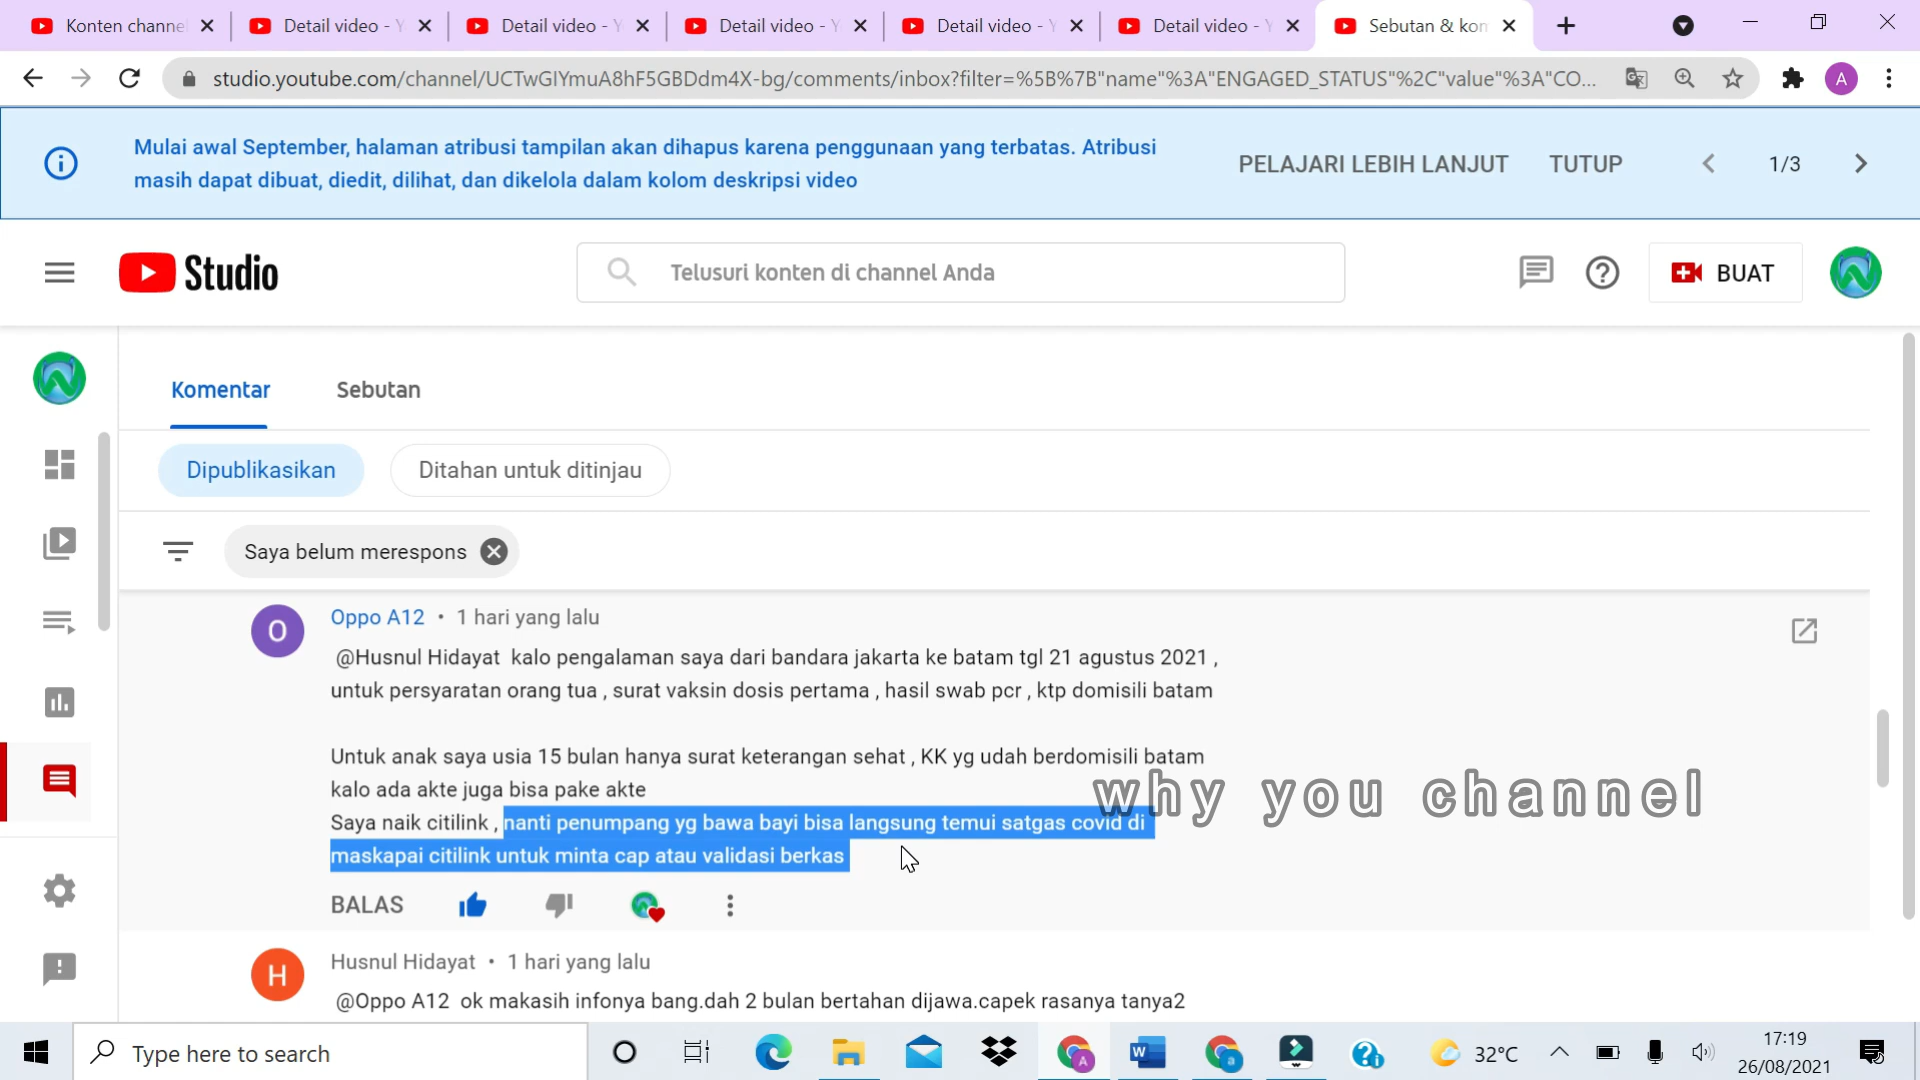 Konten channe
Detail video - Y
Detail video - Y
Detail video - Y
Detail video - Y
Detail video - Y
Sebutan & kon
studio.youtube.com/channel/UCTwGIYmuA8hF5GBDdm4X-bg/comments/inbox?filter=%5B%7B"name"%3A"ENGAGED_STATUS"%2C"value"%3A"CO...
A
Mulai awal September, halaman atribusi tampilan akan dihapus karena penggunaan yang terbatas. Atribusi
masih dapat dibuat, diedit, dilihat, dan dikelola dalam kolom deskripsi video
PELAJARI LEBIH LANJUT
TUTUP
1/3
Studio
Telusuri konten di channel Anda
BUAT
Komentar
Sebutan
Dipublikasikan
Ditahan untuk ditinjau
Saya belum merespons
O
Oppo A12 • 1 hari yang lalu
@Husnul Hidayat kalo pengalaman saya dari bandara jakarta ke batam tgl 21 agustus 2021 ,
untuk persyaratan orang tua , surat vaksin dosis pertama , hasil swab pcr , ktp domisili batam
Untuk anak saya usia 15 bulan hanya surat keterangan sehat , KK yg udah berdomisili batam
kalo ada akte juga bisa pake akte
why you channel
Saya naik citilink , nanti penumpang yg bawa bayi bisa langsung temui satgas covid di
maskapai citilink untuk minta cap atau validasi berkas
BALAS
H
Husnul Hidayat • 1 hari yang lalu
@Oppo A12 ok makasih infonya bang.dah 2 bulan bertahan dijawa.capek rasanya tanya2
Type here to search
32°C
17:19
26/08/2021